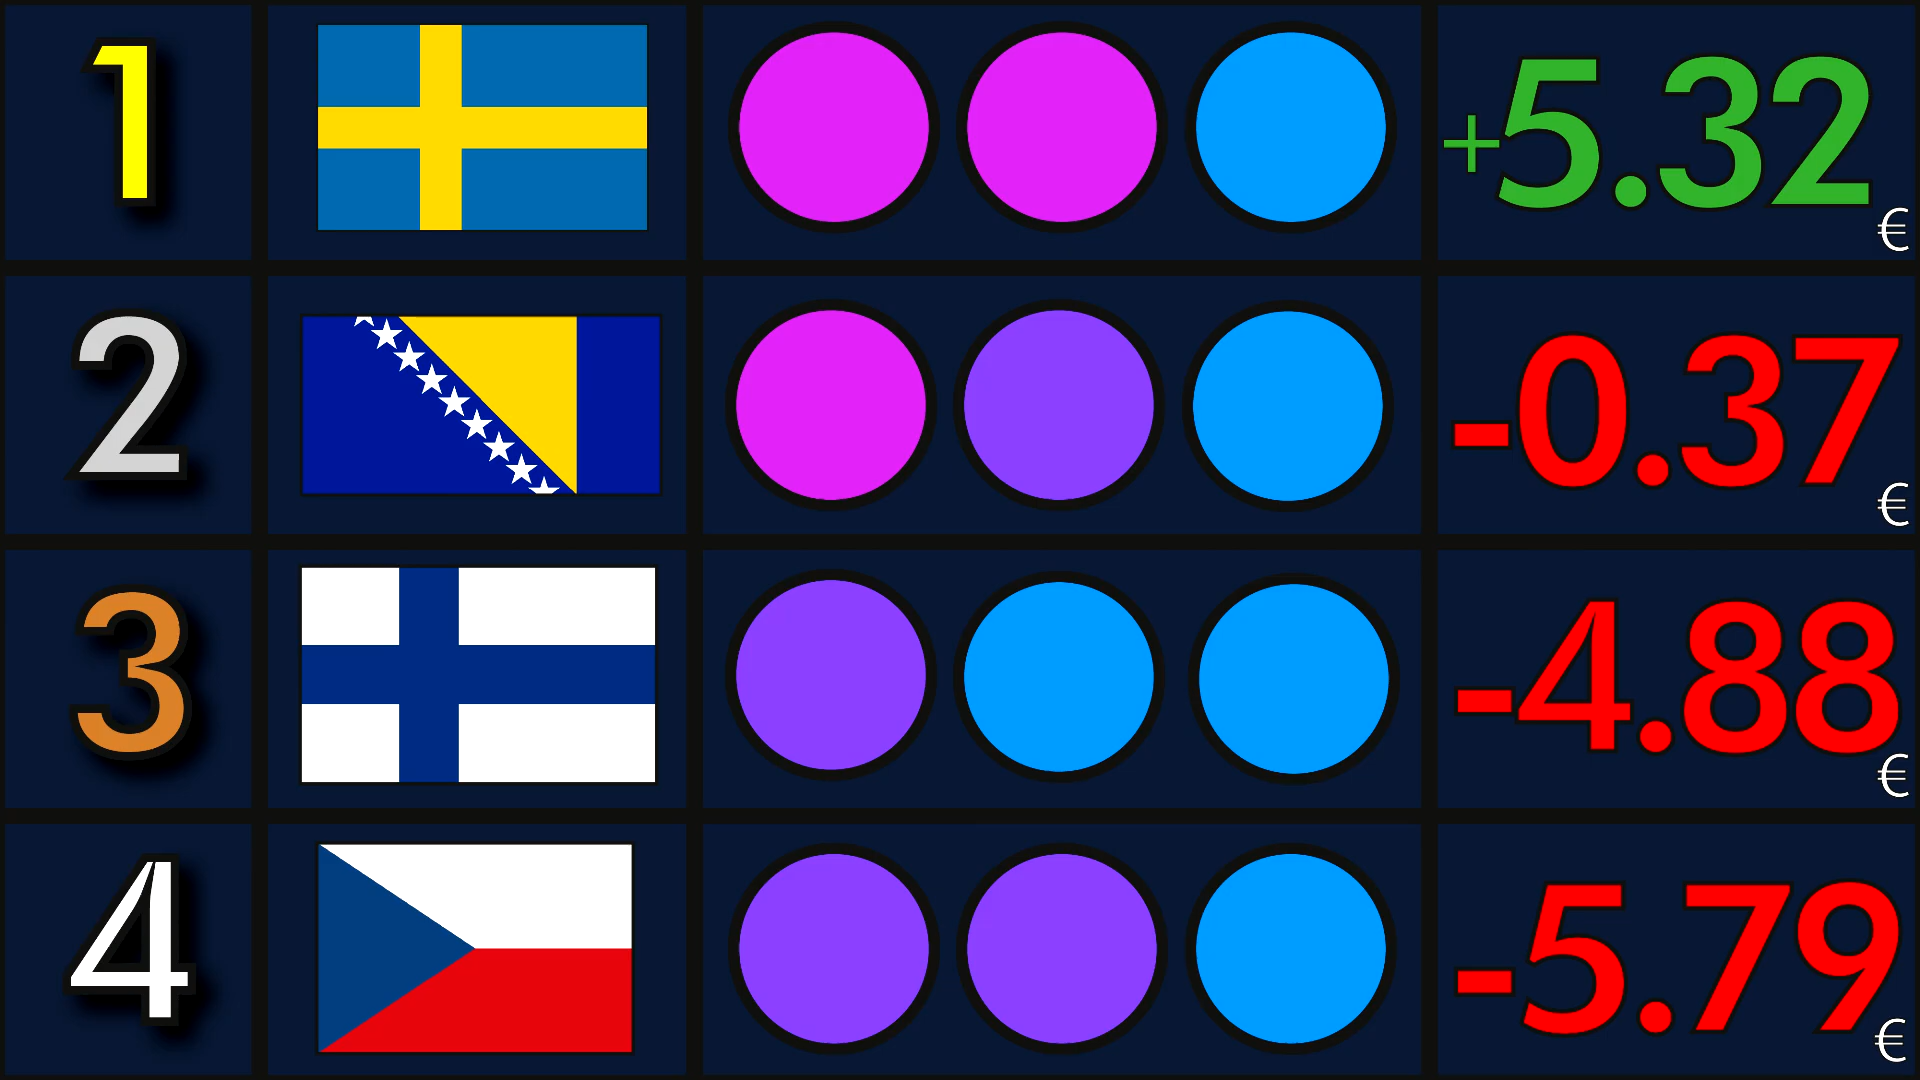 1 +5.32 €
2 -0.37 €
3 -4.88 €
4 -5.79 €